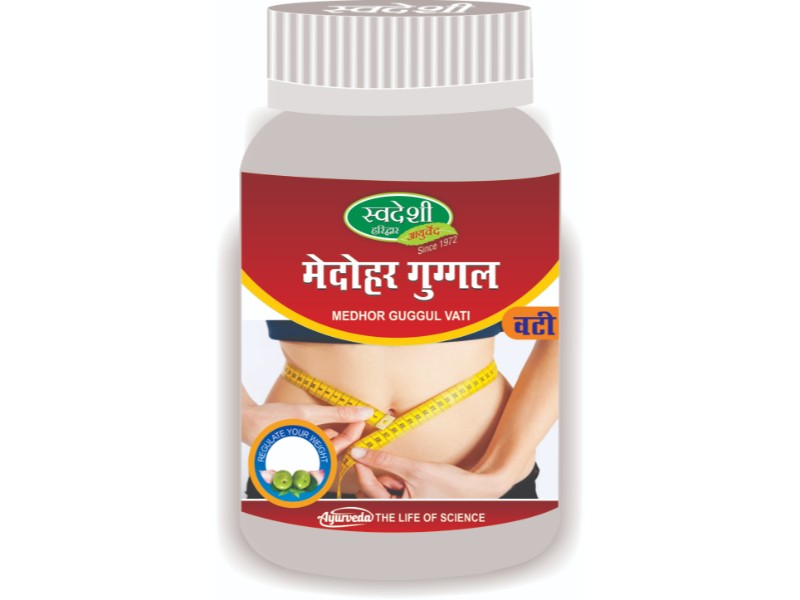 स्वदेशी
स्वदेशी
हरिद्वार
आयुर्वेद
Since 1972
मेदोहर गुग्गल
MEDHOR GUGGUL VATI
वटी
REGULATE YOUR WEIGHT
Ayurveda THE LIFE OF SCIENCE